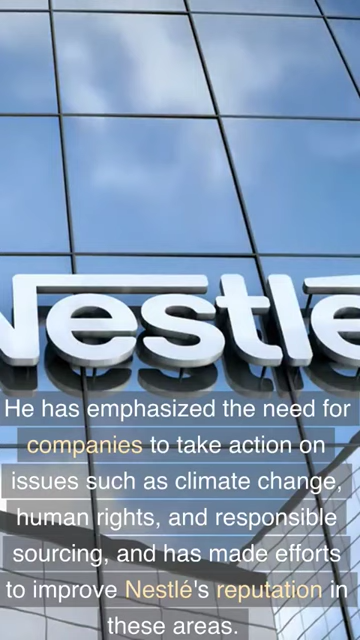 Nestlé
He has emphasized the need for
companies to take action on
issues such as climate change,
human rights, and responsible
sourcing, and has made efforts
to improve Nestlé's reputation in
these areas.